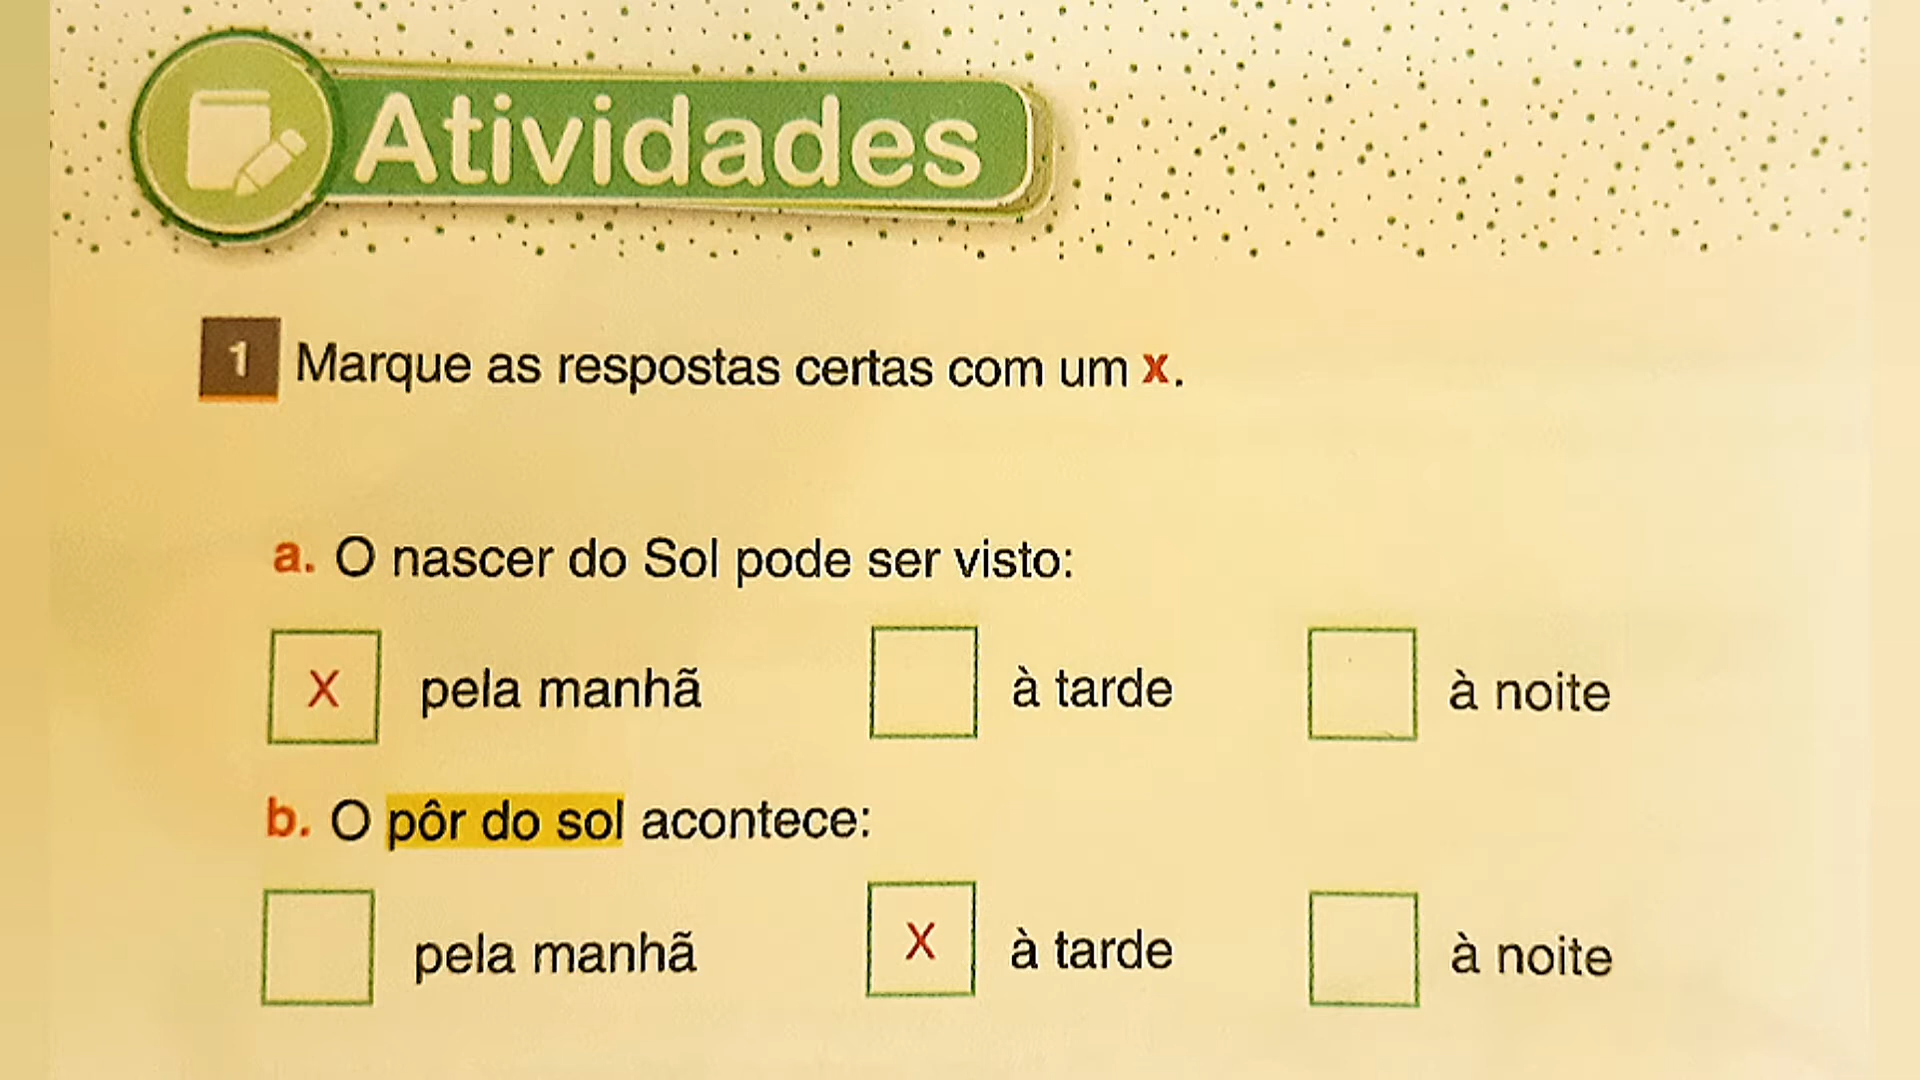 Atividades
1 Marque as respostas certas com um x.
a. O nascer do Sol pode ser visto:
X pela manhã à tarde à noite
b. O pôr do sol acontece:
pela manhã X à tarde à noite